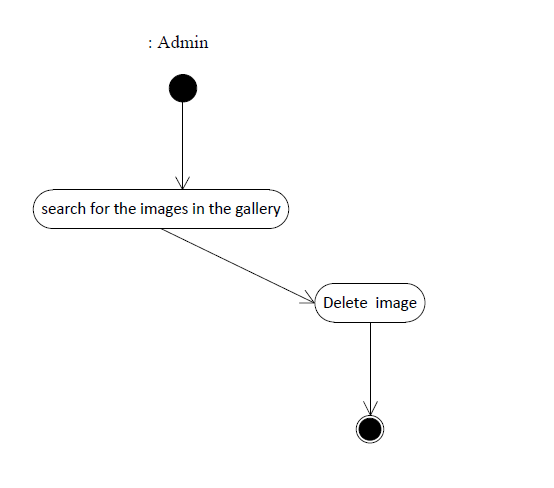 : Admin
search for the images in the gallery
Delete  image